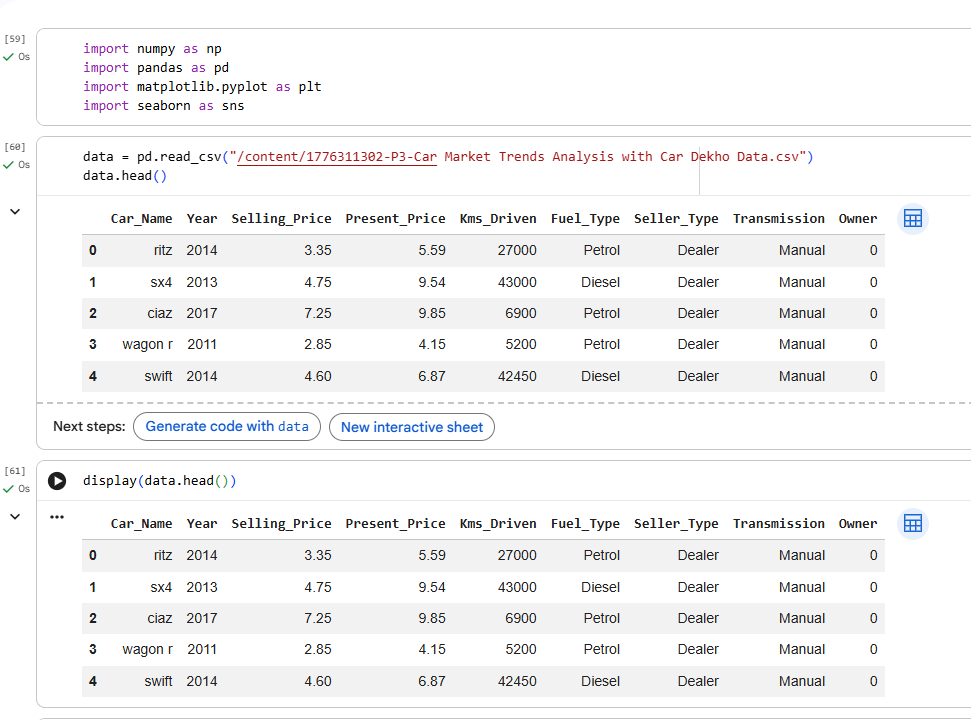 [59]
0s
import numpy as np
import pandas as pd
import matplotlib.pyplot as plt
import seaborn as sns
[60]
0s
data = pd.read_csv("/content/1776311302-P3-Car Market Trends Analysis with Car Dekho Data.csv")
data.head()
Car_Name Year Selling_Price Present_Price Kms_Driven Fuel_Type Seller_Type Transmission Owner
0 ritz 2014 3.35 5.59 27000 Petrol Dealer Manual 0
1 sx4 2013 4.75 9.54 43000 Diesel Dealer Manual 0
2 ciaz 2017 7.25 9.85 6900 Petrol Dealer Manual 0
3 wagon r 2011 2.85 4.15 5200 Petrol Dealer Manual 0
4 swift 2014 4.60 6.87 42450 Diesel Dealer Manual 0
Next steps: Generate code with data New interactive sheet
[61]
0s
display(data.head())
Car_Name Year Selling_Price Present_Price Kms_Driven Fuel_Type Seller_Type Transmission Owner
0 ritz 2014 3.35 5.59 27000 Petrol Dealer Manual 0
1 sx4 2013 4.75 9.54 43000 Diesel Dealer Manual 0
2 ciaz 2017 7.25 9.85 6900 Petrol Dealer Manual 0
3 wagon r 2011 2.85 4.15 5200 Petrol Dealer Manual 0
4 swift 2014 4.60 6.87 42450 Diesel Dealer Manual 0